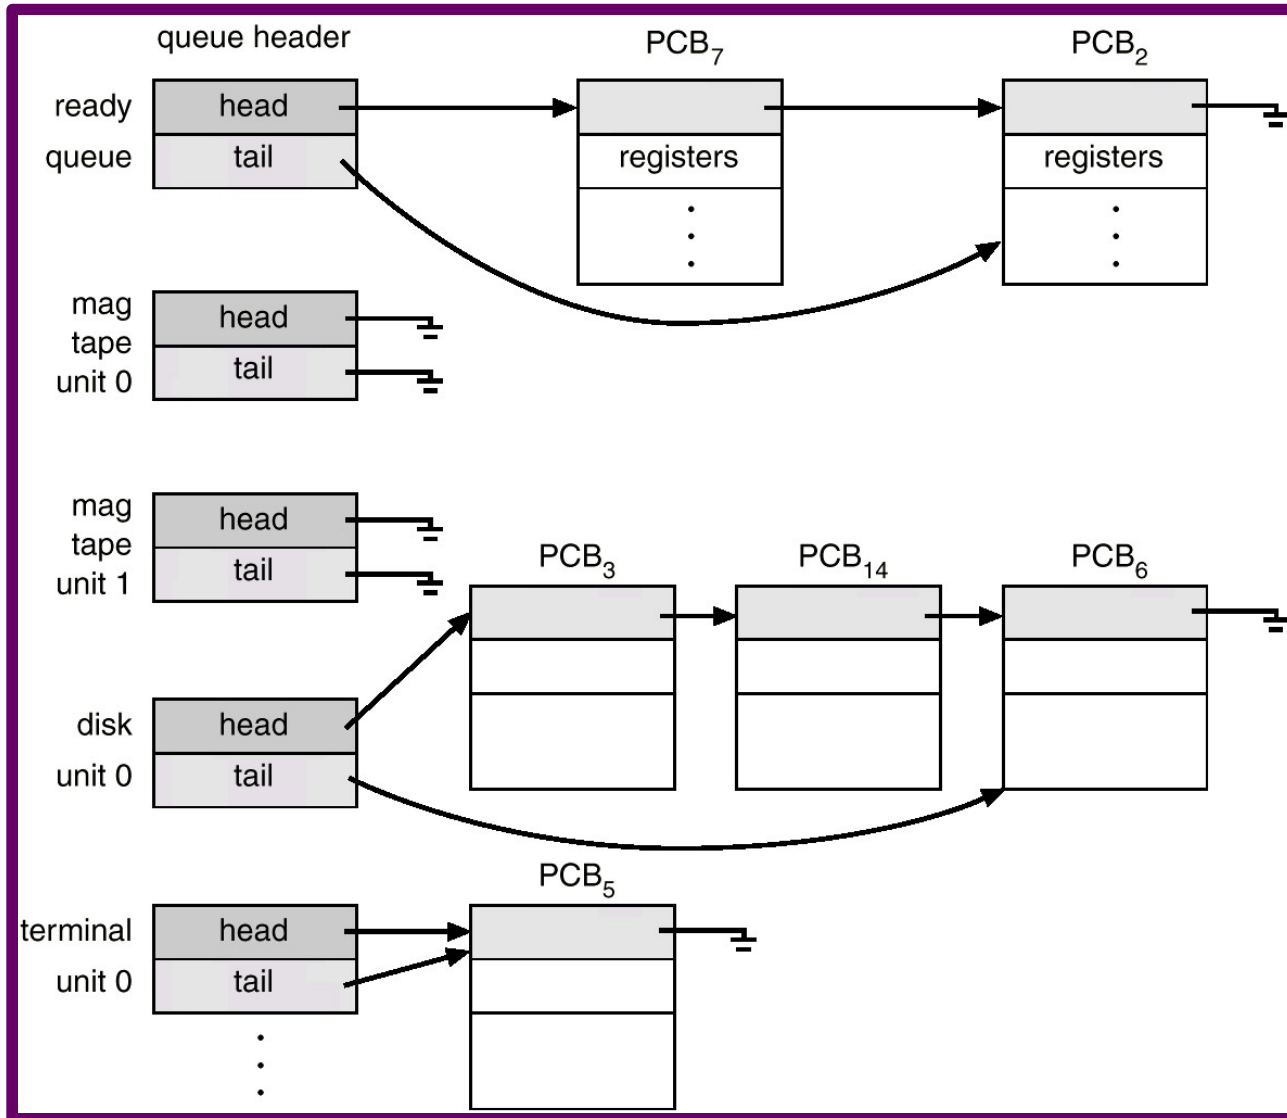 queue header PCB₇ PCB₂
ready head
queue tail registers registers
mag head
tape
unit 0 tail
mag head
tape
unit 1 tail
PCB₃ PCB₁₄ PCB₆
disk head
unit 0 tail
PCB₅
terminal head
unit 0 tail